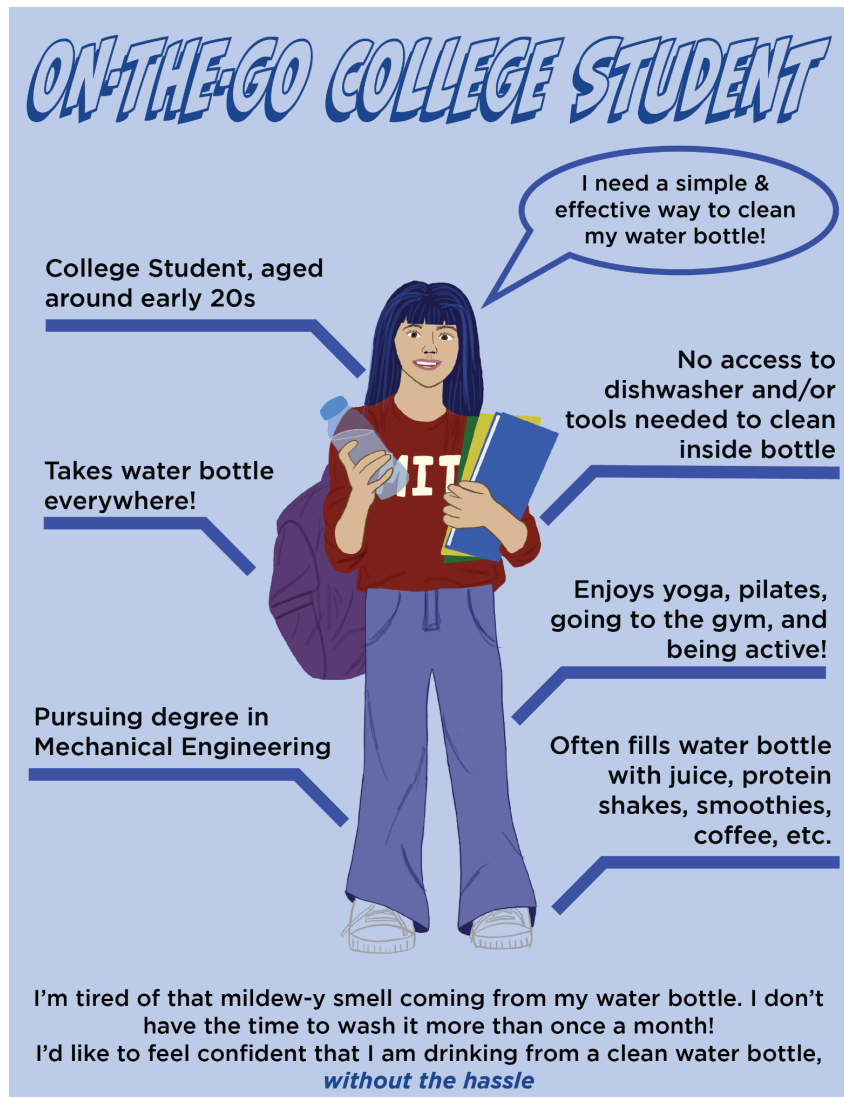 ON-THE-GO COLLEGE STUDENT
I need a simple &
effective way to clean
my water bottle!
College Student, aged
around early 20s
No access to
dishwasher and/or
tools needed to clean
inside bottle
Takes water bottle
everywhere!
MIT
Enjoys yoga, pilates,
going to the gym, and
being active!
Pursuing degree in
Mechanical Engineering
Often fills water bottle
with juice, protein
shakes, smoothies,
coffee, etc.
I'm tired of that mildew-y smell coming from my water bottle. I don't
have the time to wash it more than once a month!
I'd like to feel confident that I am drinking from a clean water bottle,
without the hassle